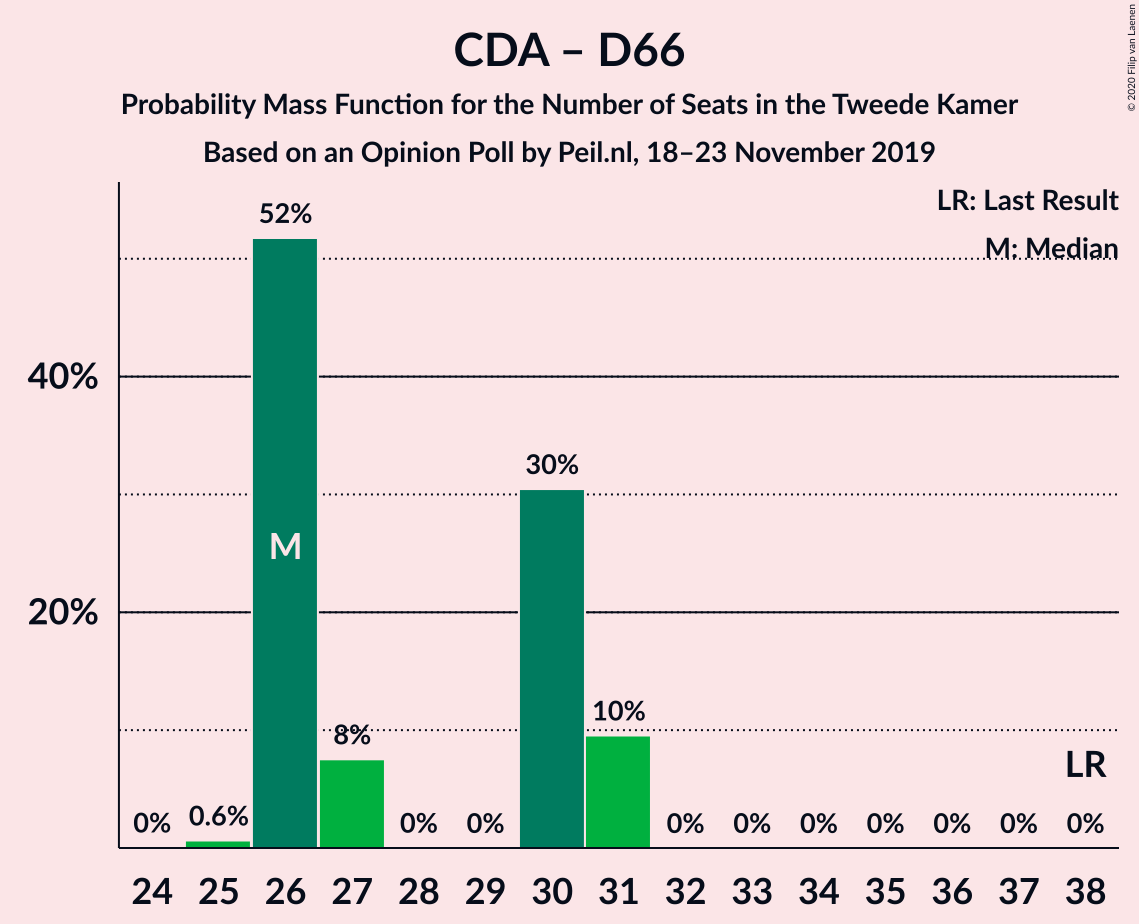 CDA – D66
Probability Mass Function for the Number of Seats in the Tweede Kamer
Based on an Opinion Poll by Peil.nl, 18–23 November 2019
© 2020 Filip van Laenen
LR: Last Result
M: Median
52%
40%
30%
M
20%
10%
8%
LR
0% 0.6% 0% 0% 0% 0% 0% 0% 0% 0% 0%
24 25 26 27 28 29 30 31 32 33 34 35 36 37 38